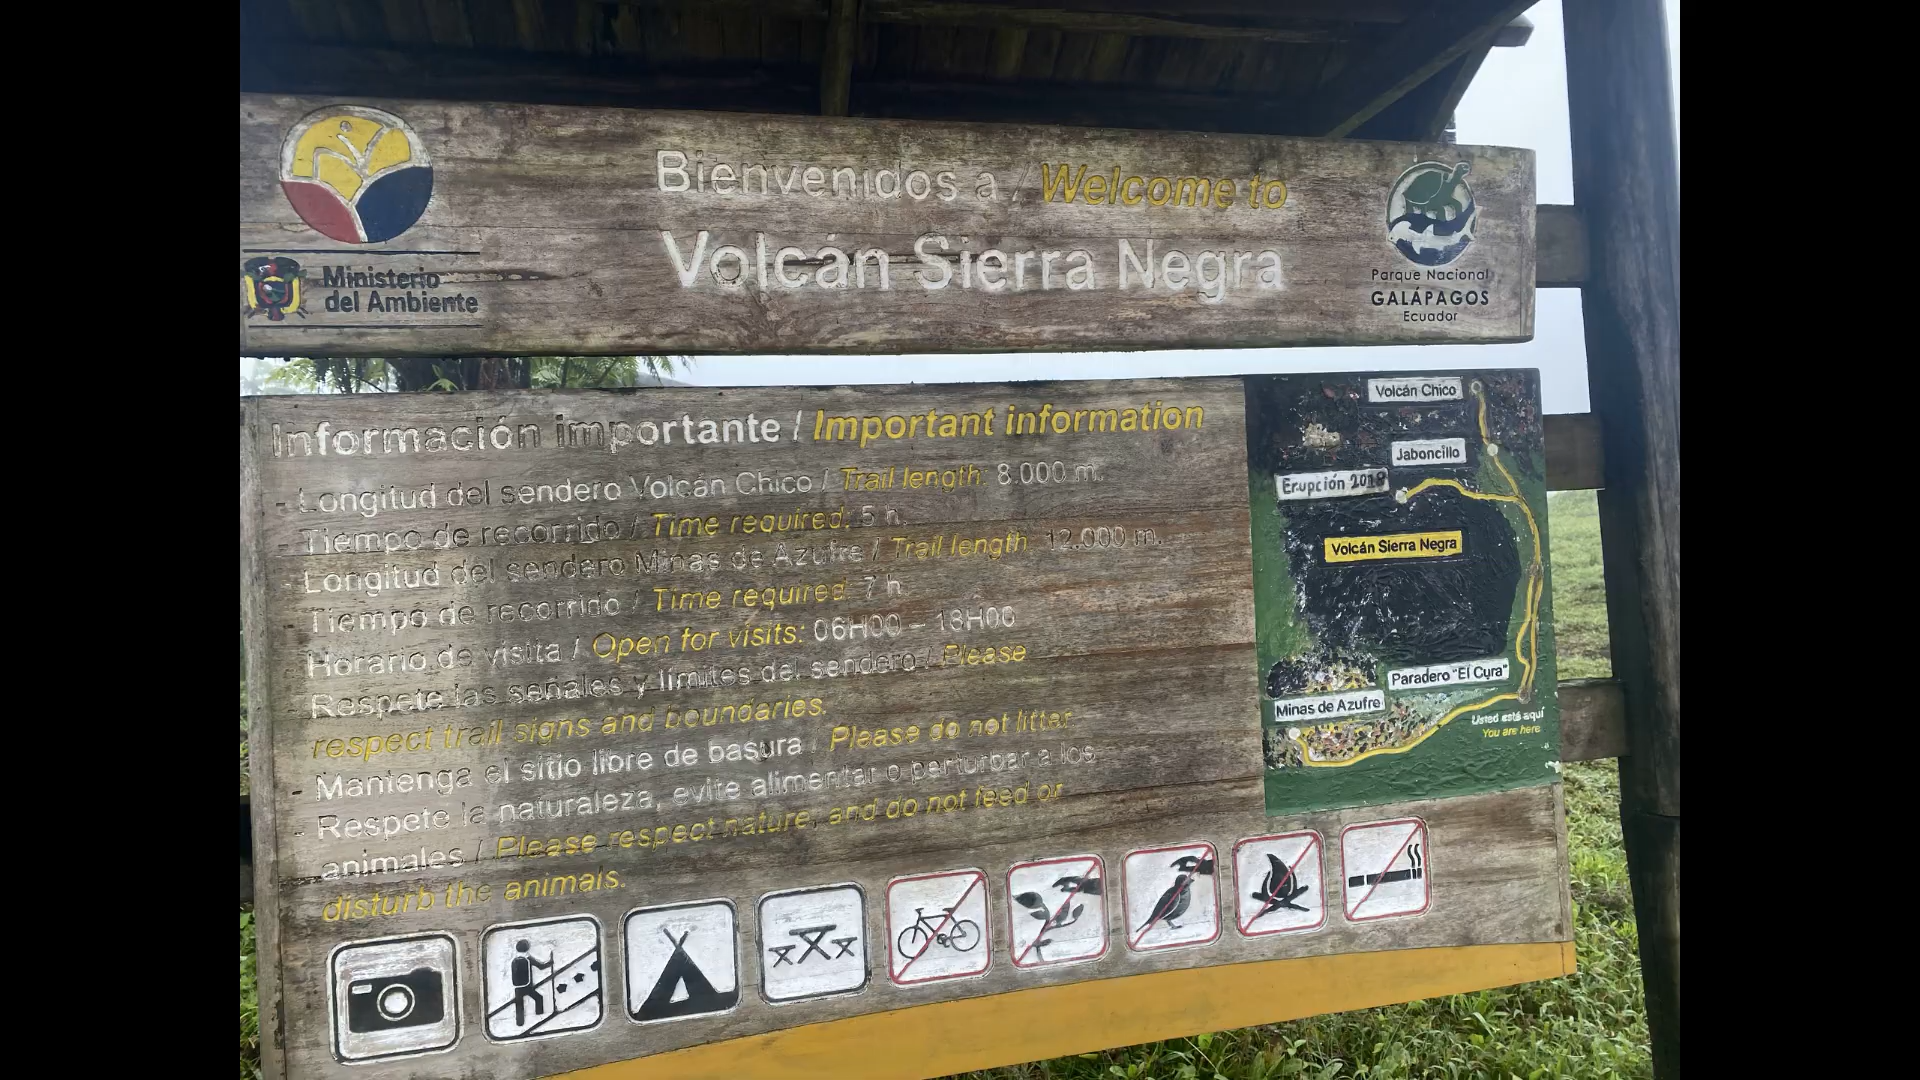 Bienvenidos a / Welcome to
Volcán Sierra Negra
Ministerio
del Ambiente
Parque Nacional
GALÁPAGOS
Ecuador
Información importante / Important information
- Longitud del sendero Volcán Chico / Trail length: 8.000 m.
- Tiempo de recorrido / Time required: 5 h.
- Longitud del sendero Minas de Azufre / Trail length: 12.000 m.
Tiempo de recorrido / Time required: 7 h.
Horario de visita / Open for visits: 06H00 – 18H00
Respete las señales y límites del sendero / Please
respect trail signs and boundaries.
- Mantenga el sitio libre de basura / Please do not litter.
- Respete la naturaleza, evite alimentar o perturbar a los
animales / Please respect nature, and do not feed or
disturb the animals.
Volcán Chico
Jaboncillo
Erupción 2018
Volcán Sierra Negra
Paradero "El Cura"
Minas de Azufre
Usted está aquí
You are here